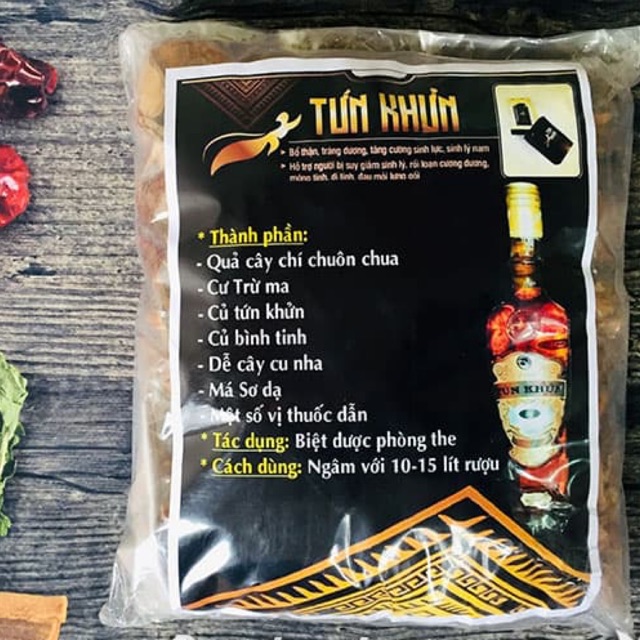 TỨN KHỬN
▸ Bổ thận, tráng dương, tăng cường sinh lực, sinh lý nam
▸ Hỗ trợ người bị suy giảm sinh lý, rối loạn cương dương,
mộng tinh, di tinh, đau mỏi lưng gối
* Thành phần:
- Quả cây chí chuôn chua
- Cư Trừ ma
- Củ tứn khửn
- Củ bình tinh
- Dễ cây cu nha
- Má Sơ dạ
- Một số vị thuốc dẫn
* Tác dụng: Biệt dược phòng the
* Cách dùng: Ngâm với 10-15 lít rượu
TỨN KHỬN